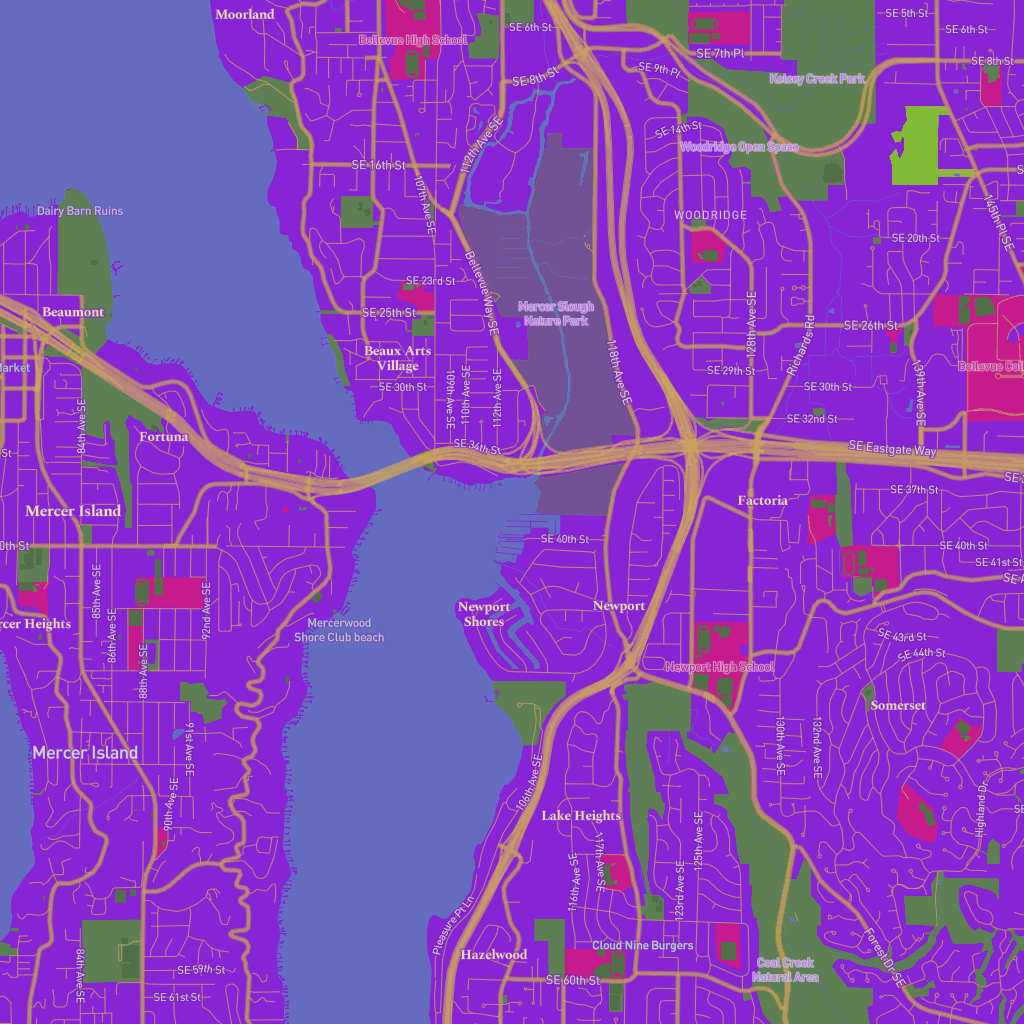 Moorland
SE 5th St
SE 6th St
SE 6th St
Bellevue High School
SE 7th Pl
SE 8th St
SE 8th St
SE 9th Pl
Kelsey Creek Park
SE 14th St
112th Ave SE
Woodridge Open Space
SE 16th St
107th Ave SE
Dairy Barn Ruins
WOODRIDGE
145th Pl SE
SE 20th St
SE 23rd St
Bellevue Way SE
Mercer Slough
Nature Park
Beaumont
SE 25th St
128th Ave SE
Richards Rd
SE 26th St
Beaux Arts
Village
118th Ave SE
SE 29th St
139th Ave SE
SE 30th St
SE 30th St
109th Ave SE
110th Ave SE
112th Ave SE
84th Ave SE
SE 32nd St
Fortuna
SE 34th St
SE Eastgate Way
SE 37th St
Factoria
Mercer Island
SE 40th St
SE 40th St
SE 41st St
85th Ave SE
86th Ave SE
92nd Ave SE
Newport
Shores
Newport
Mercerwood
Shore Club beach
SE 43rd St
SE 44th St
88th Ave SE
Newport High School
Somerset
91st Ave SE
Mercer Island
130th Ave SE
132nd Ave SE
106th Ave SE
90th Ave SE
Highland Dr
Lake Heights
125th Ave SE
117th Ave SE
116th Ave SE
123rd Ave SE
Pleasure Pt Ln
Cloud Nine Burgers
Hazelwood
Forest Dr SE
84th Ave SE
SE 59th St
Coal Creek
Natural Area
SE 60th St
SE 61st St